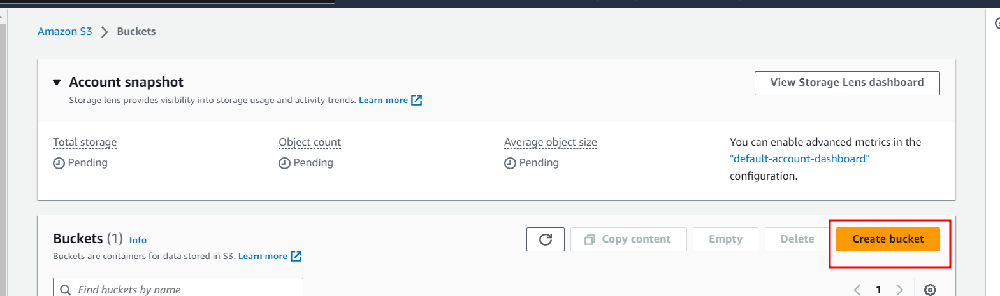 Amazon S3 > Buckets
Account snapshot
View Storage Lens dashboard
Storage lens provides visibility into storage usage and activity trends. Learn more
Total storage
Pending
Object count
Pending
Average object size
Pending
You can enable advanced metrics in the
"default-account-dashboard"
configuration.
Buckets (1) Info
Buckets are containers for data stored in S3. Learn more
Copy content
Empty
Delete
Create bucket
Find buckets by name
1